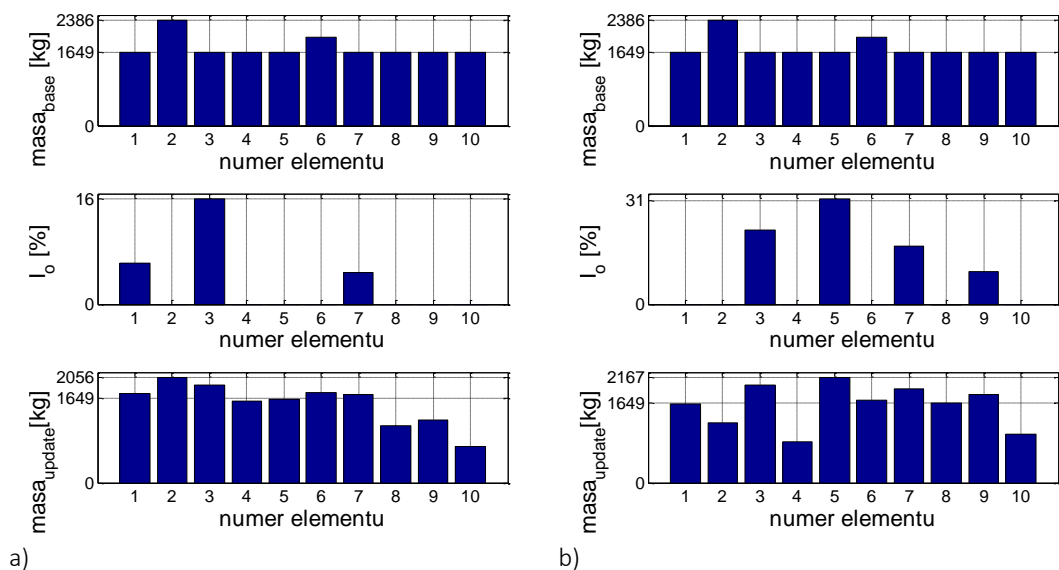 masa_base [kg]
2386
1649
0
1 2 3 4 5 6 7 8 9 10
numer elementu
I_o [%]
16
0
1 2 3 4 5 6 7 8 9 10
numer elementu
masa_update[kg]
2056
1649
0
1 2 3 4 5 6 7 8 9 10
numer elementu
a)
masa_base [kg]
2386
1649
0
1 2 3 4 5 6 7 8 9 10
numer elementu
I_o [%]
31
0
1 2 3 4 5 6 7 8 9 10
numer elementu
masa_update[kg]
2167
1649
0
1 2 3 4 5 6 7 8 9 10
numer elementu
b)